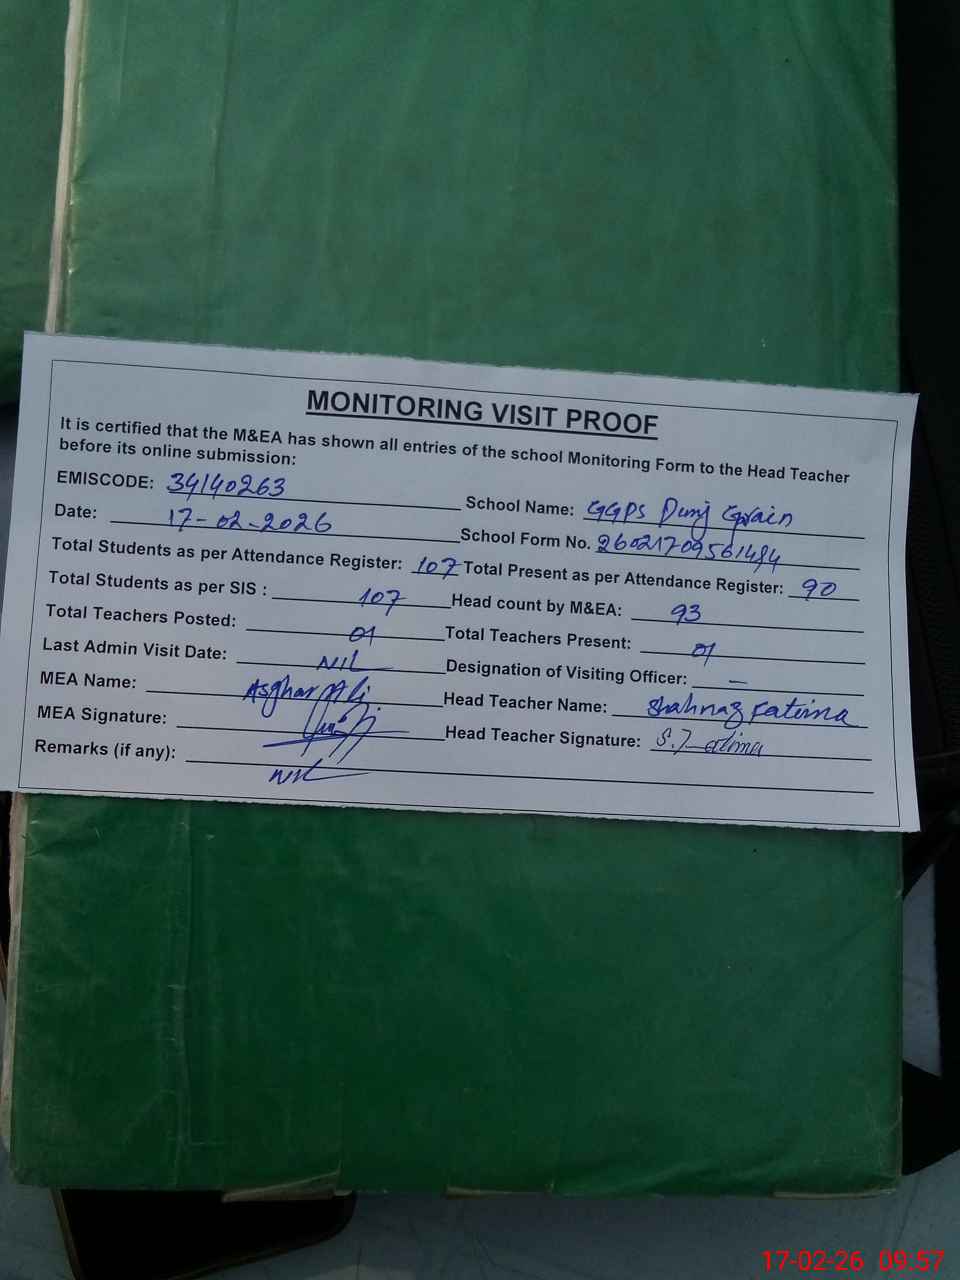 MONITORING VISIT PROOF
It is certified that the M&EA has shown all entries of the school Monitoring Form to the Head Teacher
before its online submission:
EMISCODE: 34140263 School Name: GGPS Dunj Grain
Date: 17-02-2026 School Form No. 26021709561484
Total Students as per Attendance Register: 107 Total Present as per Attendance Register: 90
Total Students as per SIS : 107 Head count by M&EA: 93
Total Teachers Posted: 01 Total Teachers Present: 01
Last Admin Visit Date: NIL Designation of Visiting Officer: —
MEA Name: Asghar Ali Head Teacher Name: Shahnaz Fatima
MEA Signature: Head Teacher Signature: S. Fatima
Remarks (if any): NIL
17-02-26 09:57